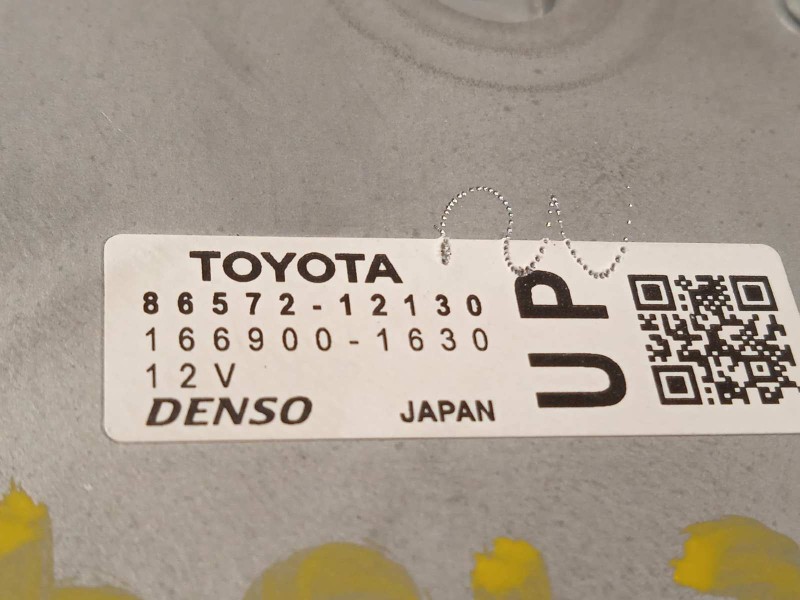 TOYOTA
86572-12130
166900-1630
12V
DENSO JAPAN
UP